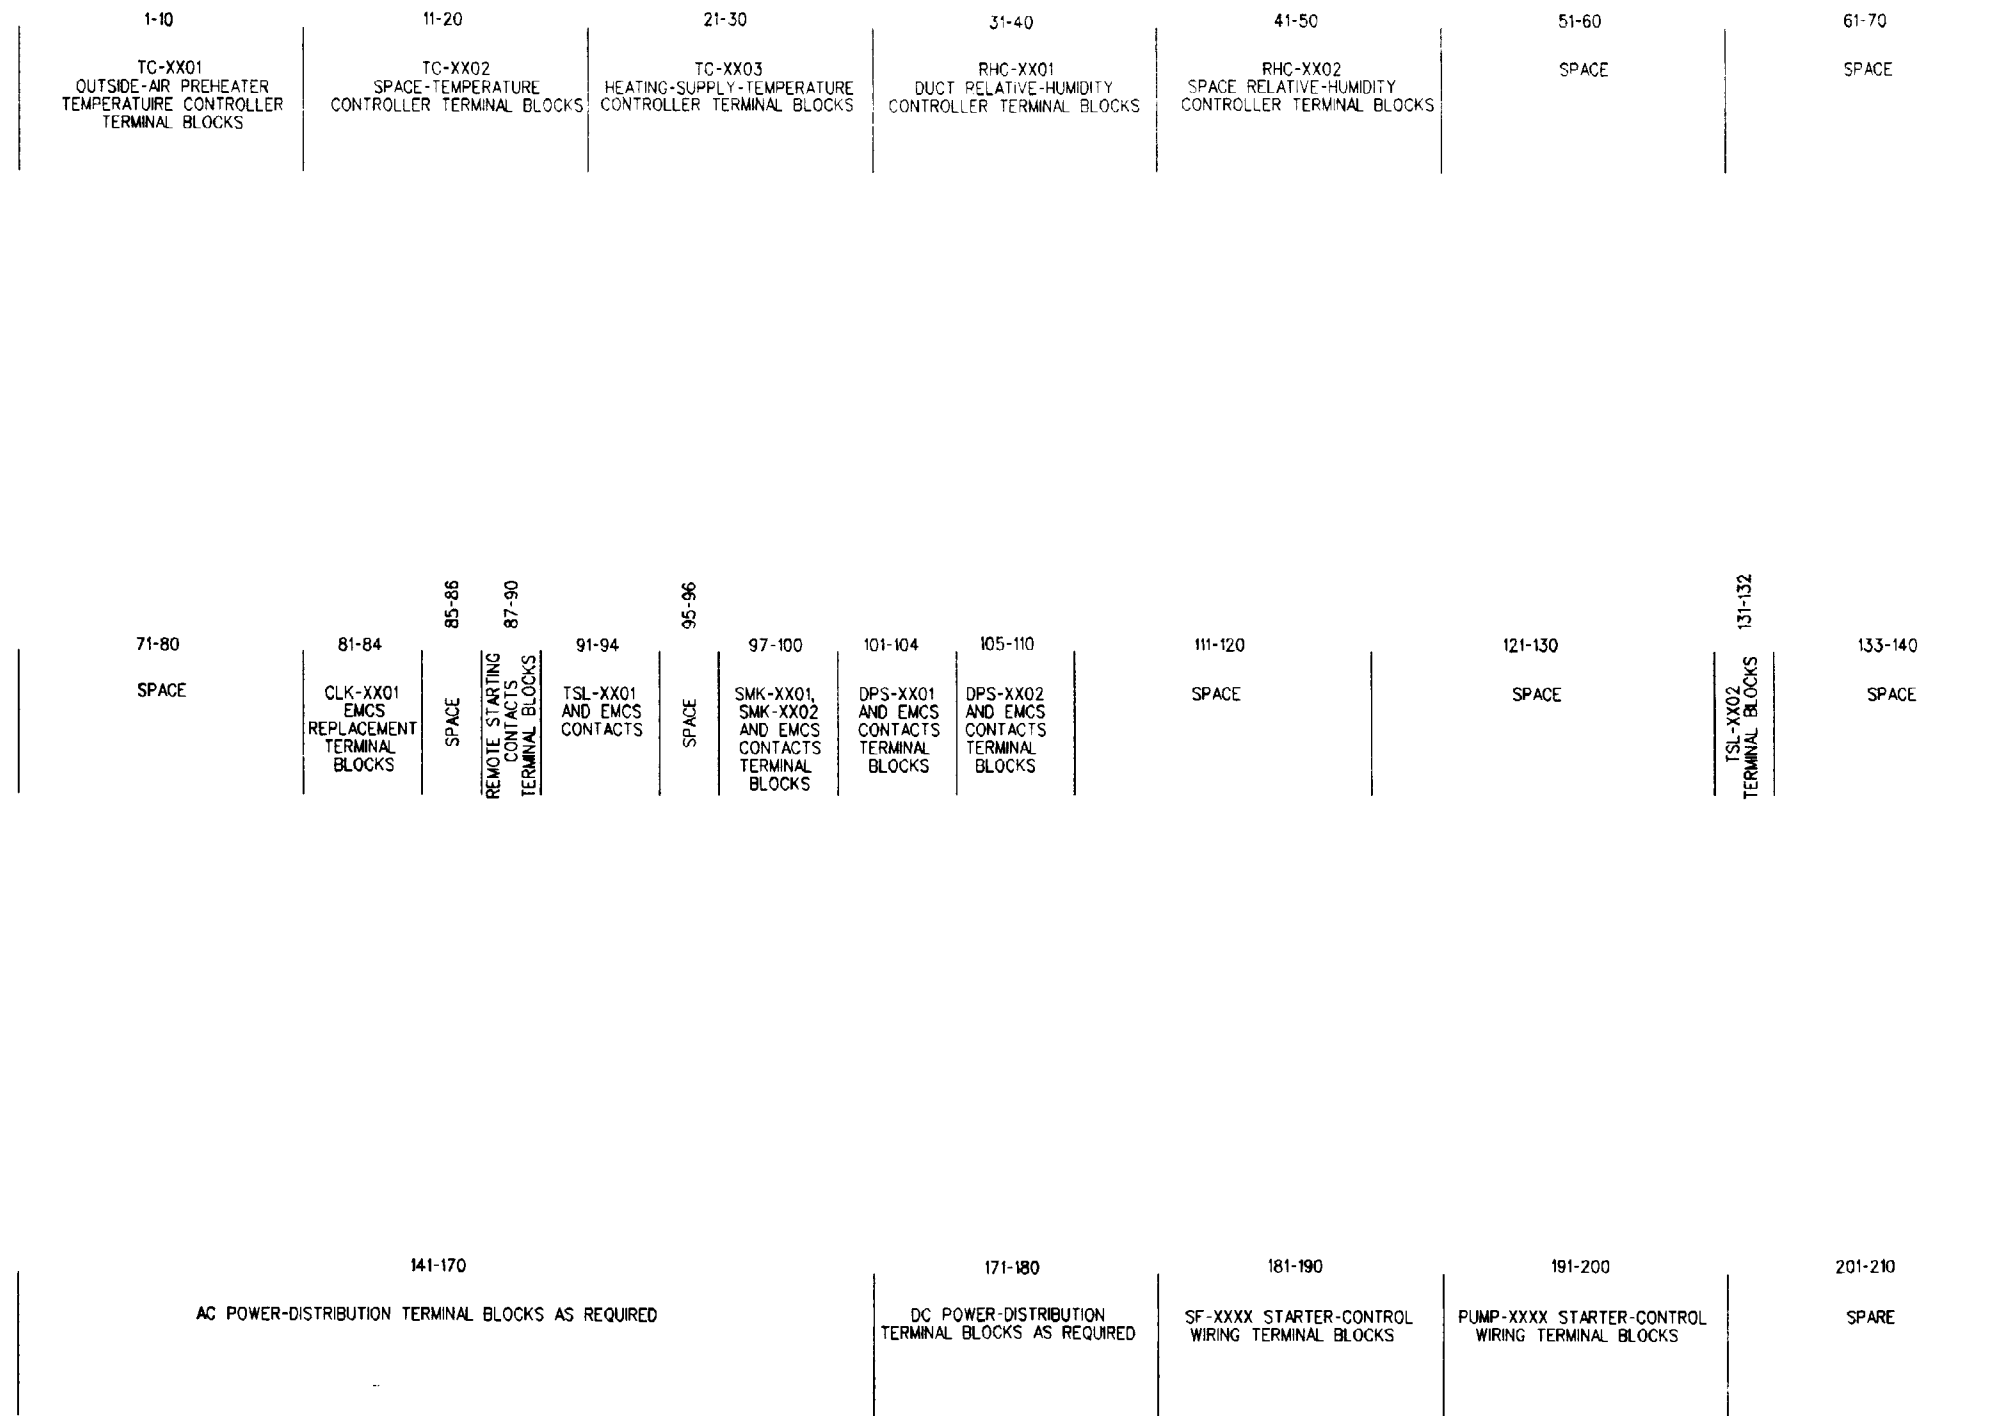 1-10
TC-XX01
OUTSIDE-AIR PREHEATER
TEMPERATUIRE CONTROLLER
TERMINAL BLOCKS
11-20
TC-XX02
SPACE-TEMPERATURE
CONTROLLER TERMINAL BLOCKS
21-30
TC-XX03
HEATING-SUPPLY-TEMPERATURE
CONTROLLER TERMINAL BLOCKS
31-40
RHC-XX01
DUCT RELATIVE-HUMIDITY
CONTROLLER TERMINAL BLOCKS
41-50
RHC-XX02
SPACE RELATIVE-HUMIDITY
CONTROLLER TERMINAL BLOCKS
51-60
SPACE
61-70
SPACE
71-80
SPACE
81-84
CLK-XX01
EMCS
REPLACEMENT
TERMINAL
BLOCKS
85-86
SPACE
87-90
REMOTE STARTING
CONTACTS
TERMINAL BLOCKS
91-94
TSL-XX01
AND EMCS
CONTACTS
95-96
SPACE
97-100
SMK-XX01,
SMK-XX02
AND EMCS
CONTACTS
TERMINAL
BLOCKS
101-104
DPS-XX01
AND EMCS
CONTACTS
TERMINAL
BLOCKS
105-110
DPS-XX02
AND EMCS
CONTACTS
TERMINAL
BLOCKS
111-120
SPACE
121-130
SPACE
131-132
TSL-XX02
TERMINAL BLOCKS
133-140
SPACE
141-170
AC POWER-DISTRIBUTION TERMINAL BLOCKS AS REQUIRED
171-180
DC POWER-DISTRIBUTION
TERMINAL BLOCKS AS REQUIRED
181-190
SF-XXXX STARTER-CONTROL
WIRING TERMINAL BLOCKS
191-200
PUMP-XXXX STARTER-CONTROL
WIRING TERMINAL BLOCKS
201-210
SPARE